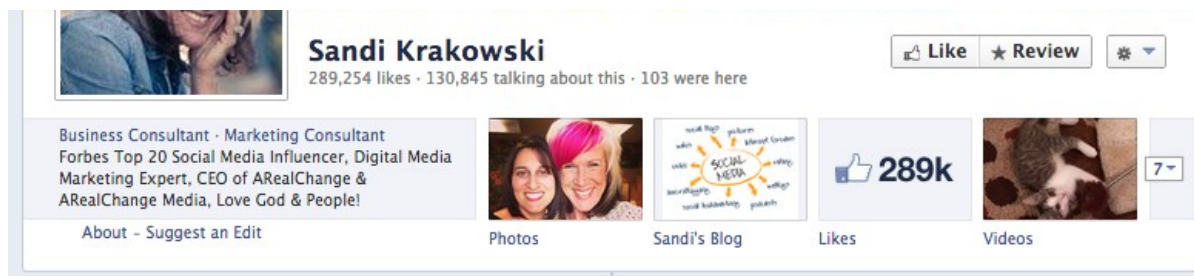 Sandi Krakowski
289,254 likes · 130,845 talking about this · 103 were here
Like
Review
Business Consultant · Marketing Consultant
Forbes Top 20 Social Media Influencer, Digital Media
Marketing Expert, CEO of ARealChange &
ARealChange Media, Love God & People!
About – Suggest an Edit
SOCIAL
MEDIA
289k
7
Photos
Sandi's Blog
Likes
Videos